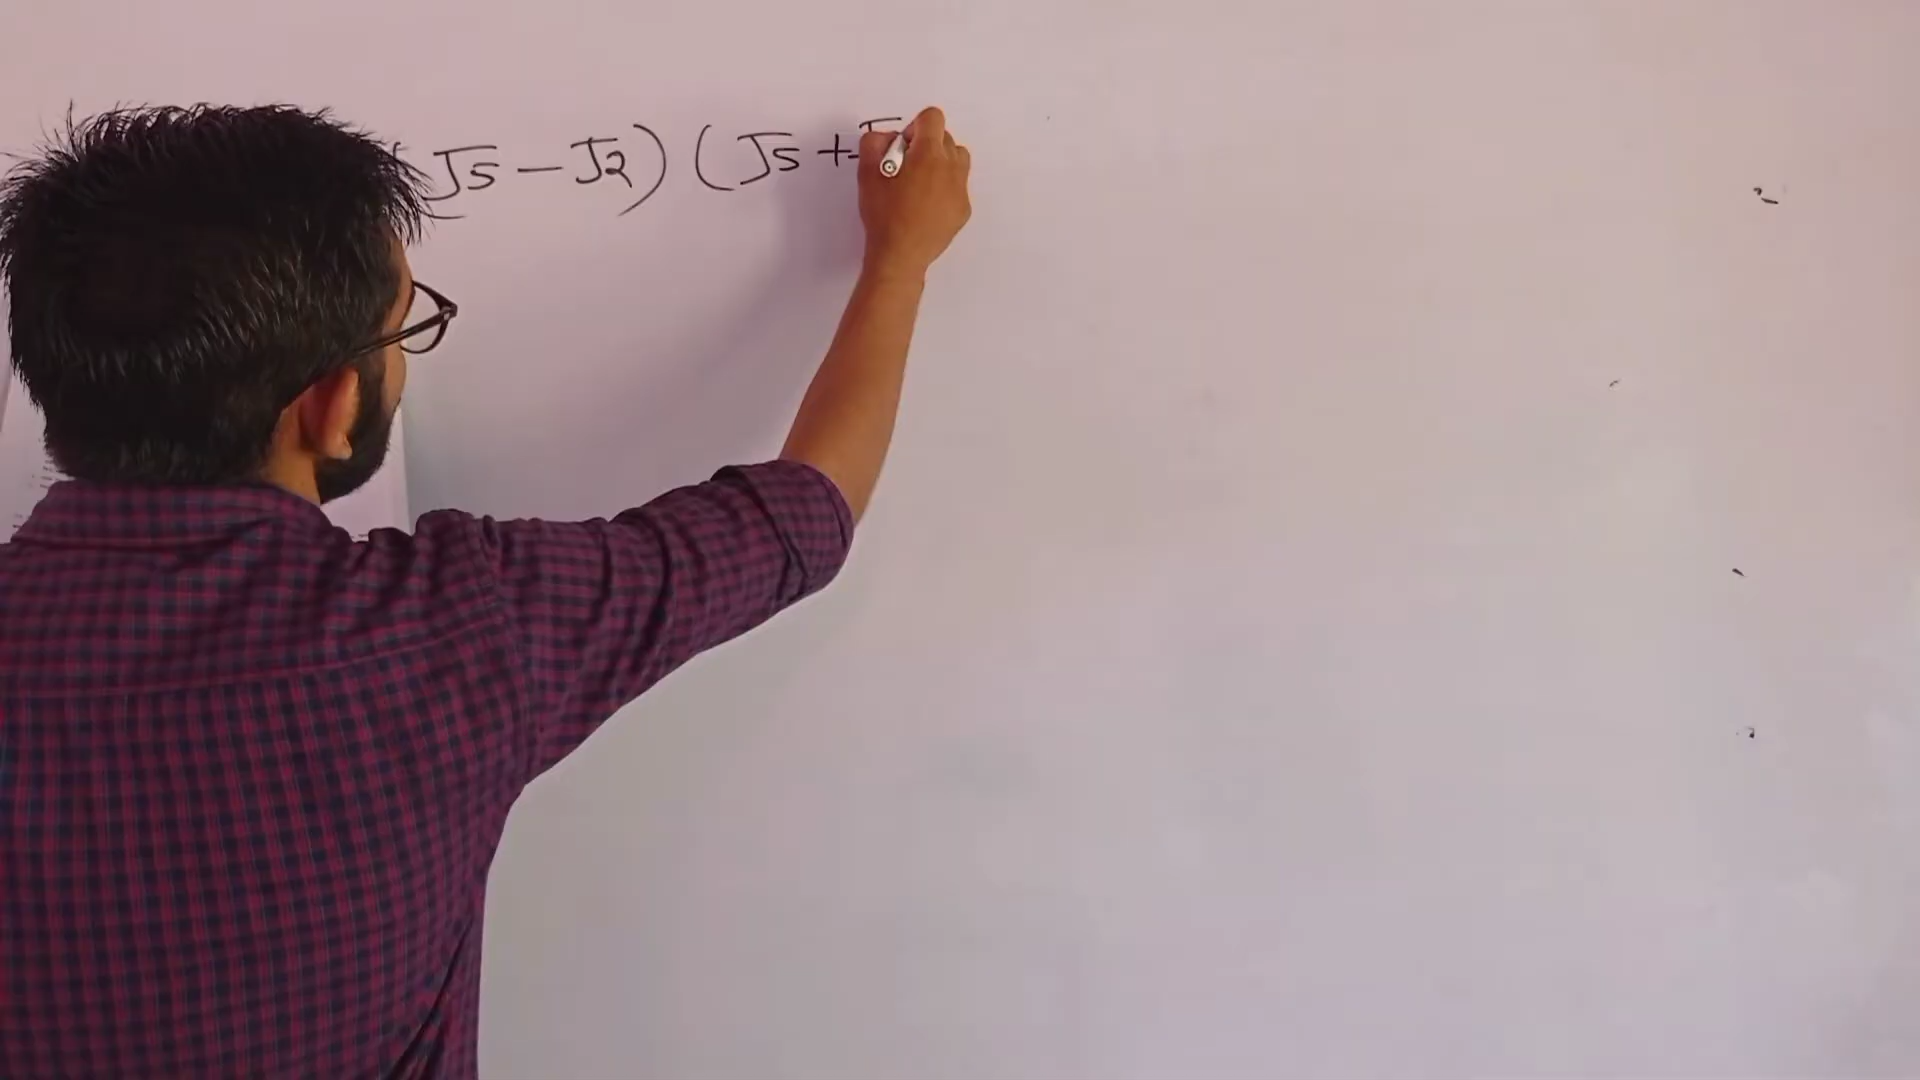 (√5 - √2) (√5 + √